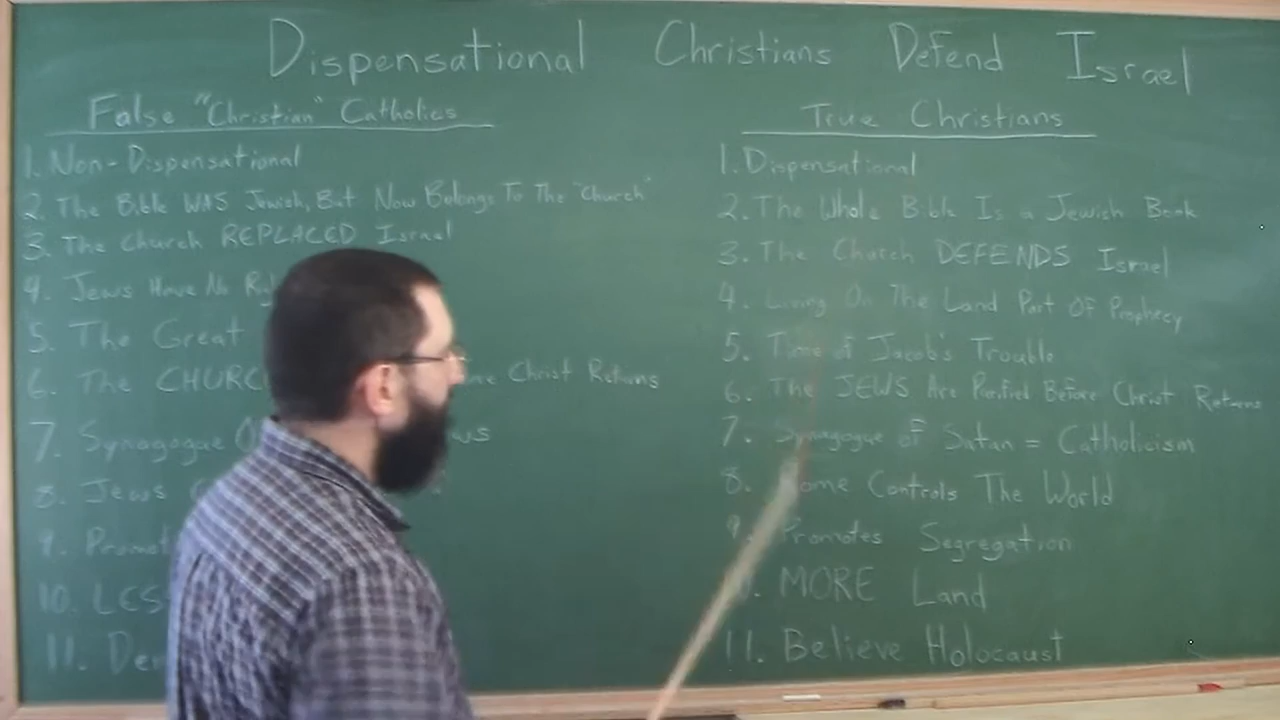 Dispensational Christians Defend Israel
False "Christian" Catholics
1. Non-Dispensational
2. The Bible WAS Jewish, But Now Belongs To The "Church"
3. The Church REPLACED Israel
4. Jews Have No
5. The Great
6. The Christ Returns
7. Synagogue
8. Jews
9.
10.
11.
True Christians
1. Dispensational
2. The Whole Bible Is a Jewish Book
3. The Church DEFENDS Israel
4. Living On The Land Part Of Prophecy
5. Time of Jacob's Trouble
6. The JEWS Are Purified Before Christ Returns
7. Synagogue of Satan = Catholicism
8. Rome Controls The World
9. Promotes Segregation
MORE Land
11. Believe Holocaust